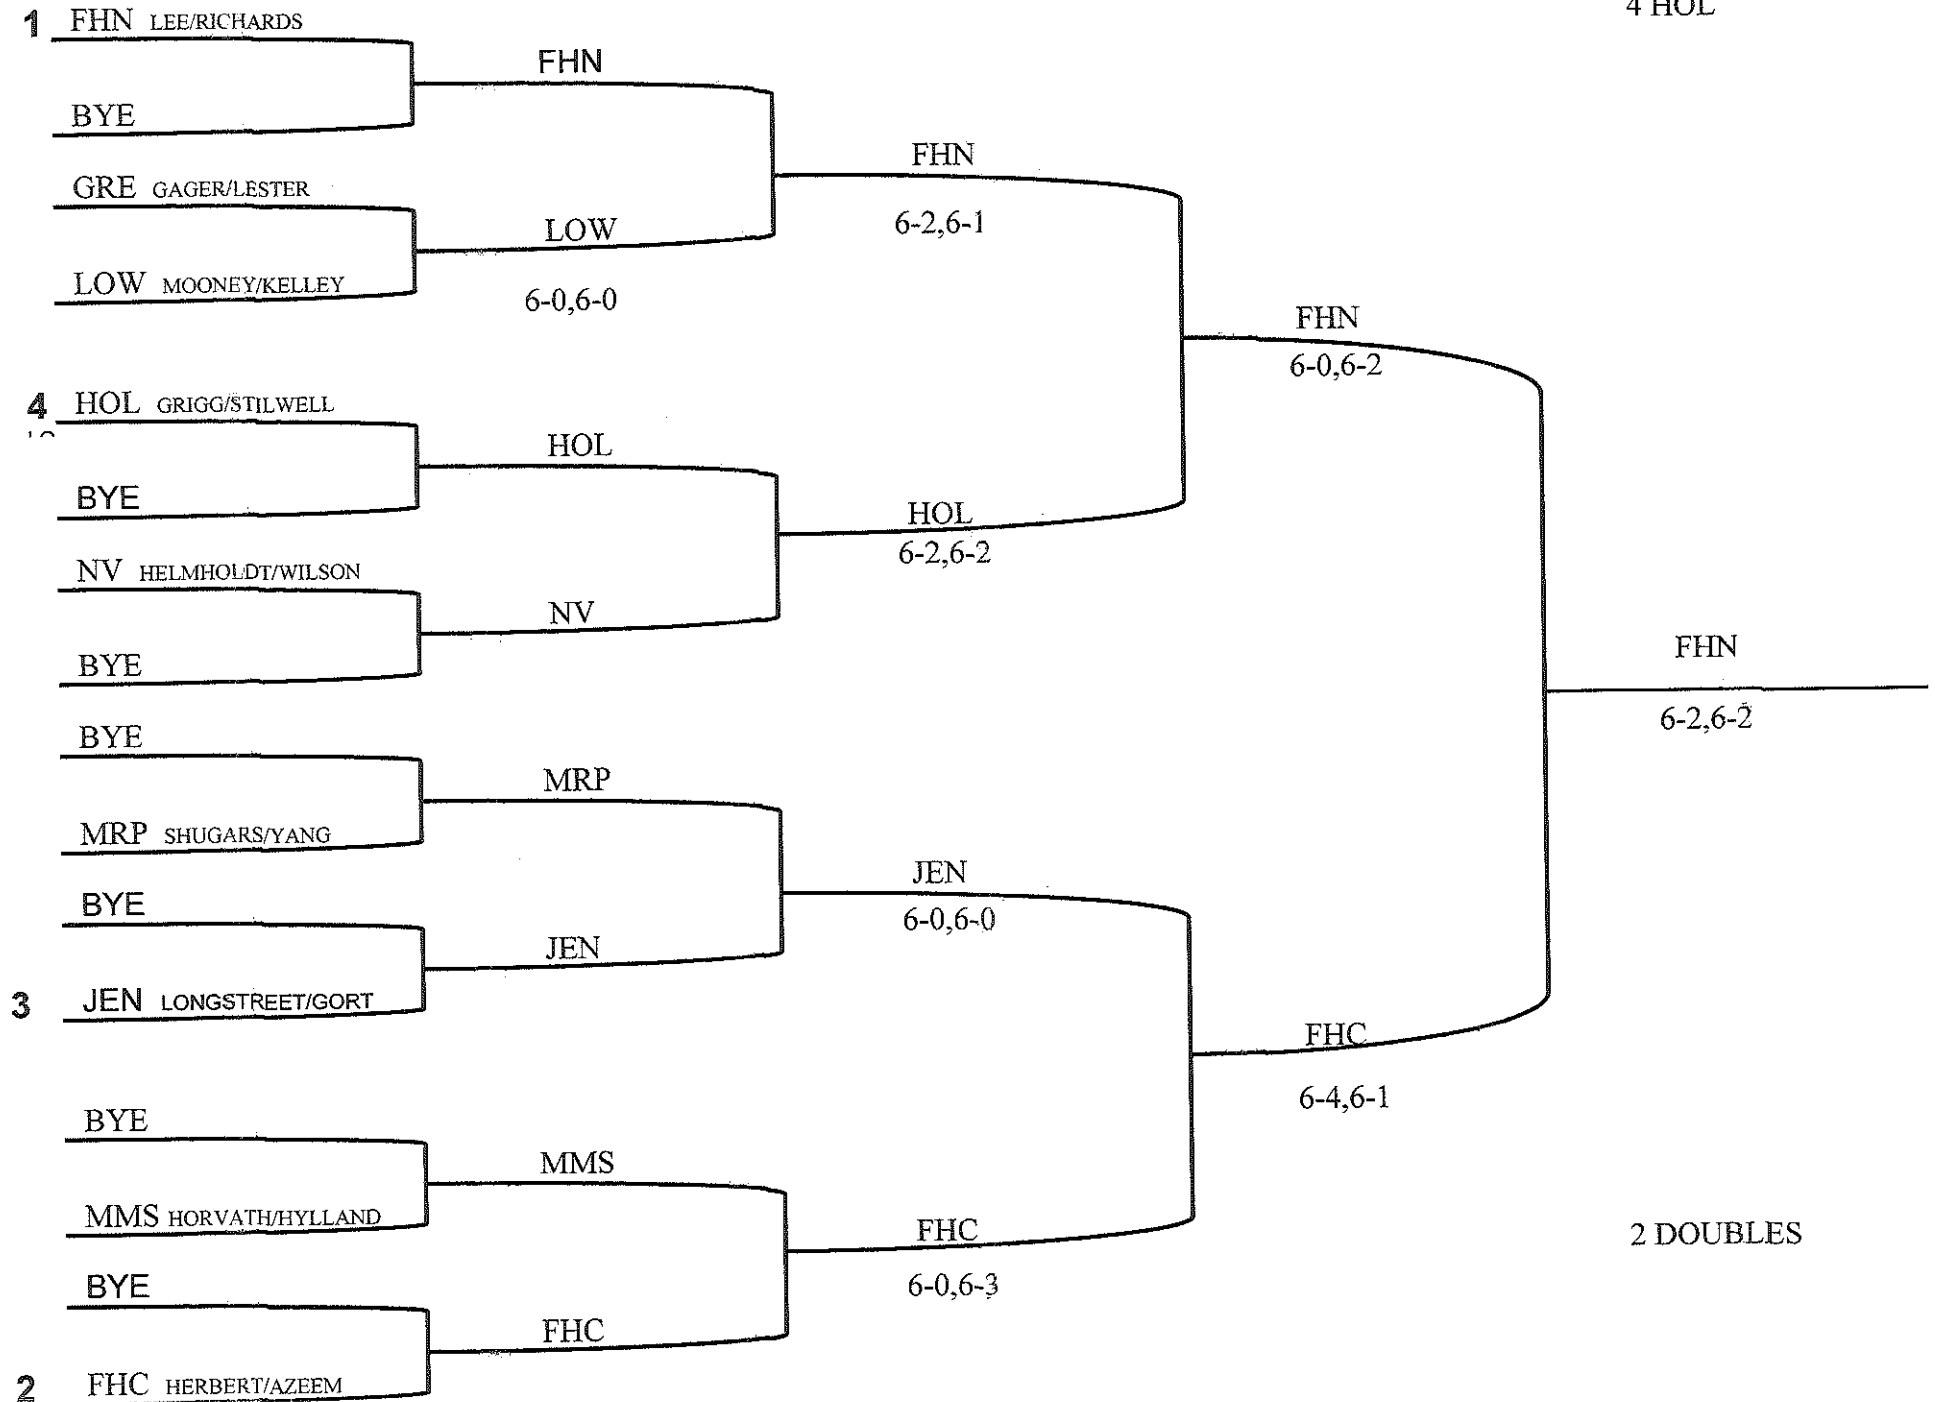 4 HOL
1 FHN LEE/RICHARDS
FHN
BYE
FHN
GRE GAGER/LESTER
6-2,6-1
LOW
LOW MOONEY/KELLEY
6-0,6-0
FHN
6-0,6-2
4 HOL GRIGG/STILWELL
HOL
BYE
HOL
6-2,6-2
NV HELMHOLDT/WILSON
NV
BYE
FHN
6-2,6-2
BYE
MRP
MRP SHUGARS/YANG
JEN
6-0,6-0
BYE
JEN
3 JEN LONGSTREET/GORT
FHC
6-4,6-1
BYE
MMS
MMS HORVATH/HYLLAND
FHC
2 DOUBLES
6-0,6-3
BYE
FHC
2 FHC HERBERT/AZEEM